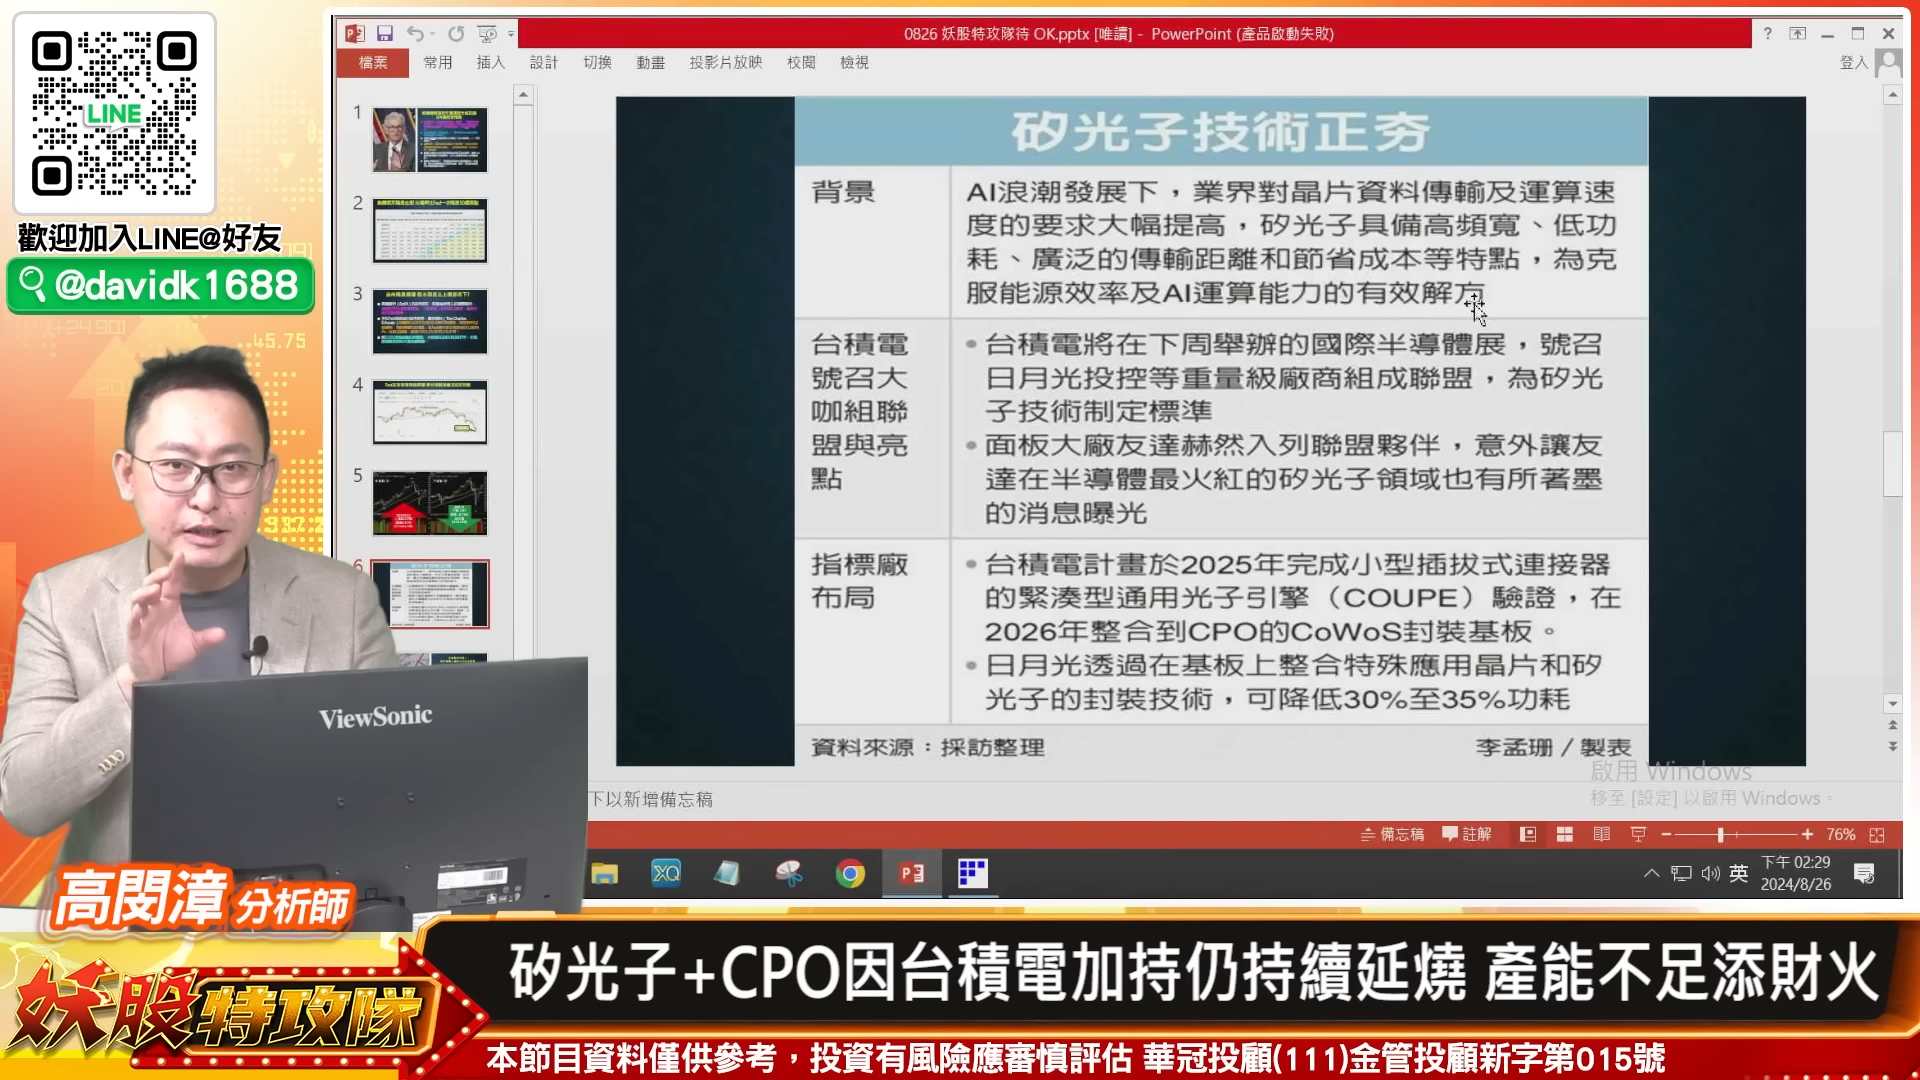 LINE
歡迎加入LINE@好友
@davidk1688
+24.901
45.75
937.2
0826 妖股特攻隊待 OK.pptx [唯讀] - PowerPoint (產品啟動失敗)
檔案 常用 插入 設計 切換 動畫 投影片放映 校閱 檢視
登入
1
2
3
4
5
6
矽光子技術正夯
背景
AI浪潮發展下，業界對晶片資料傳輸及運算速
度的要求大幅提高，矽光子具備高頻寬、低功
耗、廣泛的傳輸距離和節省成本等特點，為克
服能源效率及AI運算能力的有效解方
台積電
號召大
咖組聯
盟與亮
點
•台積電將在下周舉辦的國際半導體展，號召
日月光投控等重量級廠商組成聯盟，為矽光
子技術制定標準
•面板大廠友達赫然入列聯盟夥伴，意外讓友
達在半導體最火紅的矽光子領域也有所著墨
的消息曝光
指標廠
布局
•台積電計畫於2025年完成小型插拔式連接器
的緊湊型通用光子引擎（COUPE）驗證，在
2026年整合到CPO的CoWoS封裝基板。
•日月光透過在基板上整合特殊應用晶片和矽
光子的封裝技術，可降低30%至35%功耗
資料來源：採訪整理
李孟珊／製表
啟用 Windows
移至 [設定] 以啟用 Windows。
下以新增備忘稿
備忘稿 註解 76%
ViewSonic
XQ
英
下午 02:29
2024/8/26
高閔漳 分析師
妖股特攻隊
矽光子+CPO因台積電加持仍持續延燒 產能不足添財火
本節目資料僅供參考，投資有風險應審慎評估 華冠投顧(111)金管投顧新字第015號